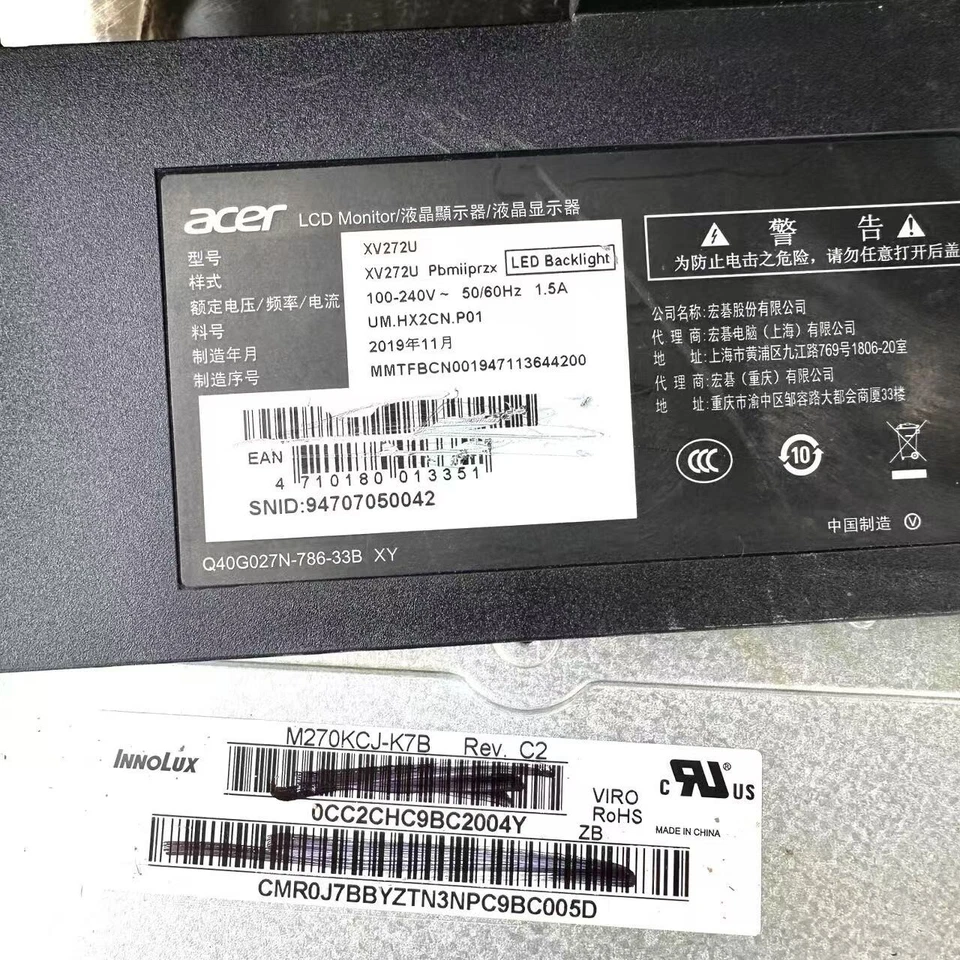 acer LCD Monitor/液晶顯示器/液晶显示器
型号 XV272U
样式 XV272U Pbmiiprzx LED Backlight
额定电压/频率/电流 100-240V ~ 50/60Hz 1.5A
料号 UM.HX2CN.P01
制造年月 2019年11月
制造序号 MMTFBCN001947113644200
EAN
4 710180 013351
SNID:94707050042
Q40G027N-786-33B XY
警 告
为防止电击之危险，请勿任意打开后盖
公司名称:宏碁股份有限公司
代 理 商:宏碁电脑（上海）有限公司
地 址:上海市黄浦区九江路769号1806-20室
代 理 商:宏碁（重庆）有限公司
地 址:重庆市渝中区邹容路大都会商厦33楼
CCC
10
中国制造 V
INNOLUX
M270KCJ-K7B Rev. C2
0CC2CHC9BC2004Y
VIRO
RoHS
ZB
C RU® US
MADE IN CHINA
CMR0J7BBYZTN3NPC9BC005D